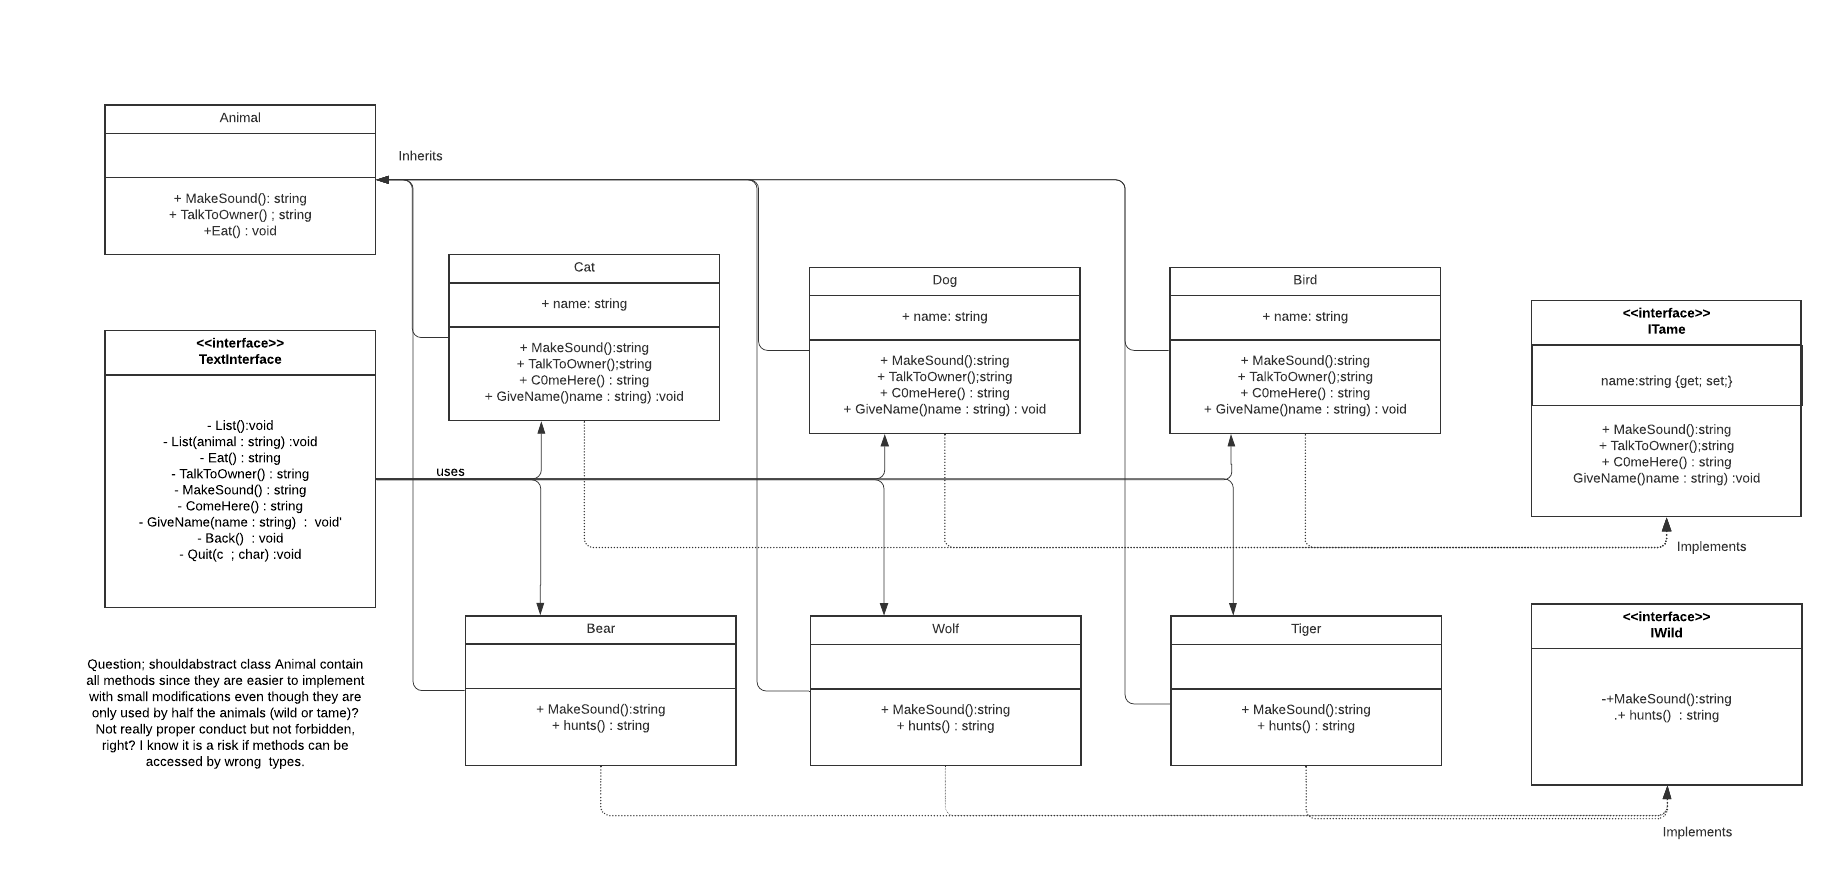 Animal
+ MakeSound(): string
+ TalkToOwner() ; string
+Eat() : void
Inherits
Cat
+ name: string
+ MakeSound():string
+ TalkToOwner();string
+ C0meHere() : string
+ GiveName()name : string) :void
Dog
+ name: string
+ MakeSound():string
+ TalkToOwner();string
+ C0meHere() : string
+ GiveName()name : string) : void
Bird
+ name: string
+ MakeSound():string
+ TalkToOwner();string
+ C0meHere() : string
+ GiveName()name : string) : void
<<interface>>
ITame
name:string {get; set;}
+ MakeSound():string
+ TalkToOwner();string
+ C0meHere() : string
GiveName()name : string) :void
<<interface>>
TextInterface
- List():void
- List(animal : string) :void
- Eat() : string
- TalkToOwner() : string
- MakeSound() : string
- ComeHere() : string
- GiveName(name : string)  :  void'
- Back()  : void
- Quit(c  ; char) :void
uses
Implements
Bear
+ MakeSound():string
+ hunts() : string
Wolf
+ MakeSound():string
+ hunts() : string
Tiger
+ MakeSound():string
+ hunts() : string
<<interface>>
IWild
-+MakeSound():string
.+ hunts()  : string
Implements
Question; shouldabstract class Animal contain
all methods since they are easier to implement
with small modifications even though they are
only used by half the animals (wild or tame)?
Not really proper conduct but not forbidden,
right? I know it is a risk if methods can be
accessed by wrong  types.